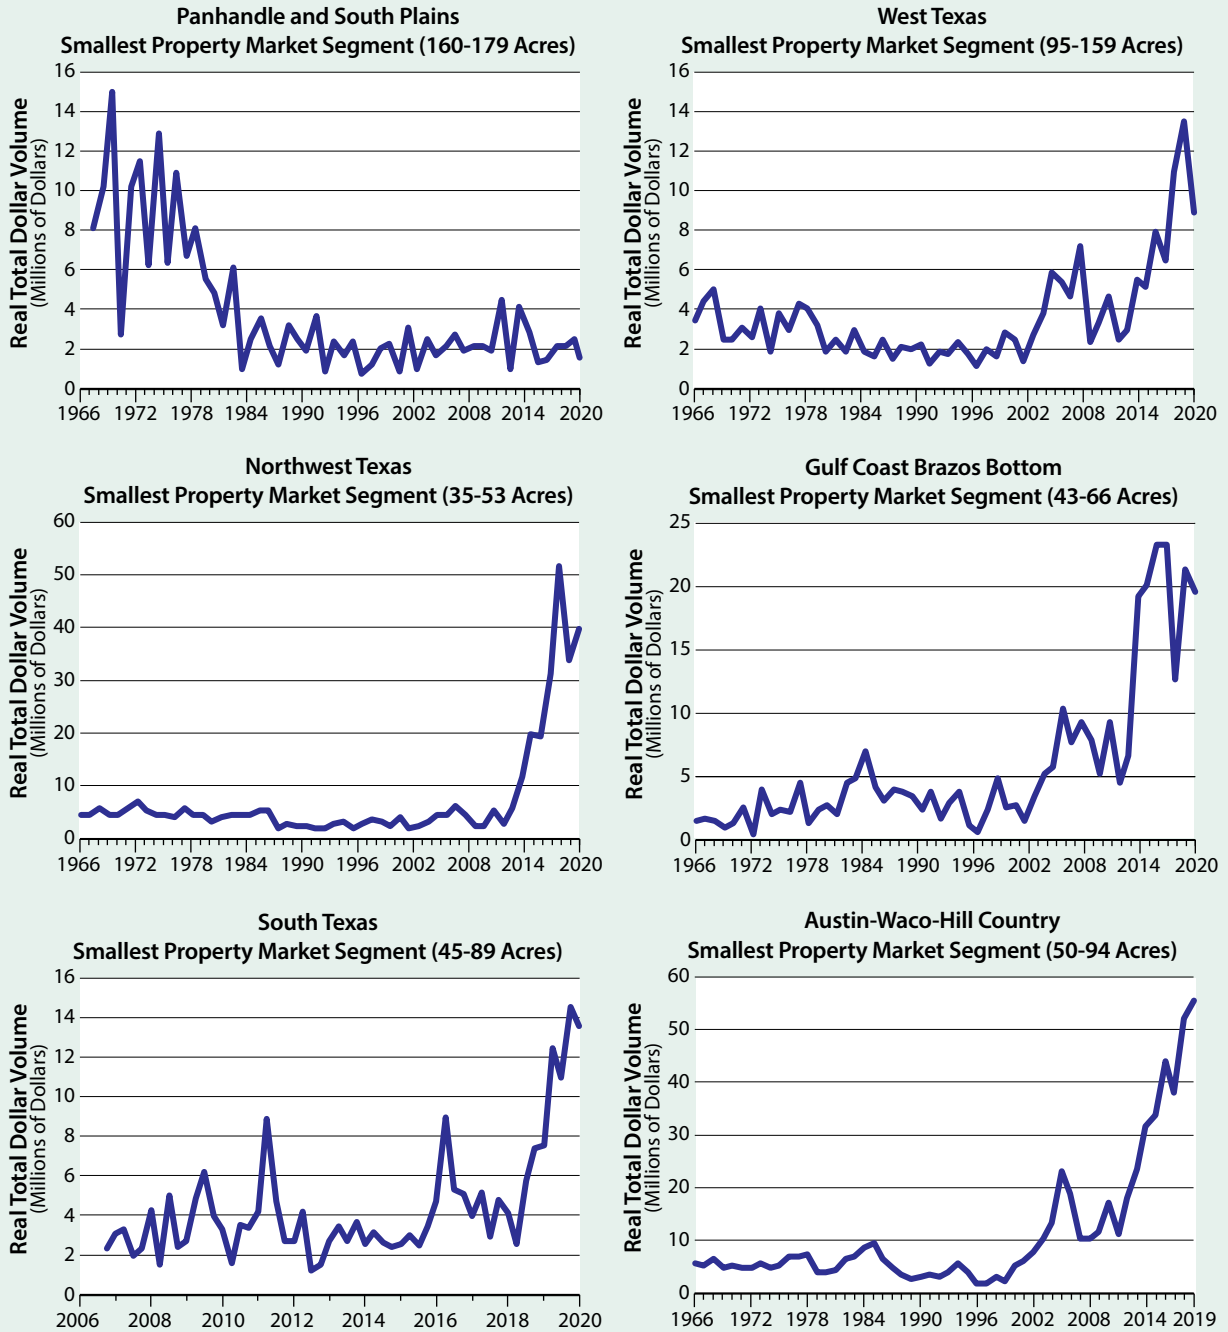 Panhandle and South Plains
Smallest Property Market Segment (160-179 Acres)
Real Total Dollar Volume
(Millions of Dollars)
16
14
12
10
8
6
4
2
0
1966 1972 1978 1984 1990 1996 2002 2008 2014 2020
West Texas
Smallest Property Market Segment (95-159 Acres)
Real Total Dollar Volume
(Millions of Dollars)
16
14
12
10
8
6
4
2
0
1966 1972 1978 1984 1990 1996 2002 2008 2014 2020
Northwest Texas
Smallest Property Market Segment (35-53 Acres)
Real Total Dollar Volume
(Millions of Dollars)
60
50
40
30
20
10
0
1966 1972 1978 1984 1990 1996 2002 2008 2014 2020
Gulf Coast Brazos Bottom
Smallest Property Market Segment (43-66 Acres)
Real Total Dollar Volume
(Millions of Dollars)
25
20
15
10
5
0
1966 1972 1978 1984 1990 1996 2002 2008 2014 2020
South Texas
Smallest Property Market Segment (45-89 Acres)
Real Total Dollar Volume
(Millions of Dollars)
16
14
12
10
8
6
4
2
0
2006 2008 2010 2012 2014 2016 2018 2020
Austin-Waco-Hill Country
Smallest Property Market Segment (50-94 Acres)
Real Total Dollar Volume
(Millions of Dollars)
60
50
40
30
20
10
0
1966 1972 1978 1984 1990 1996 2002 2008 2014 2019